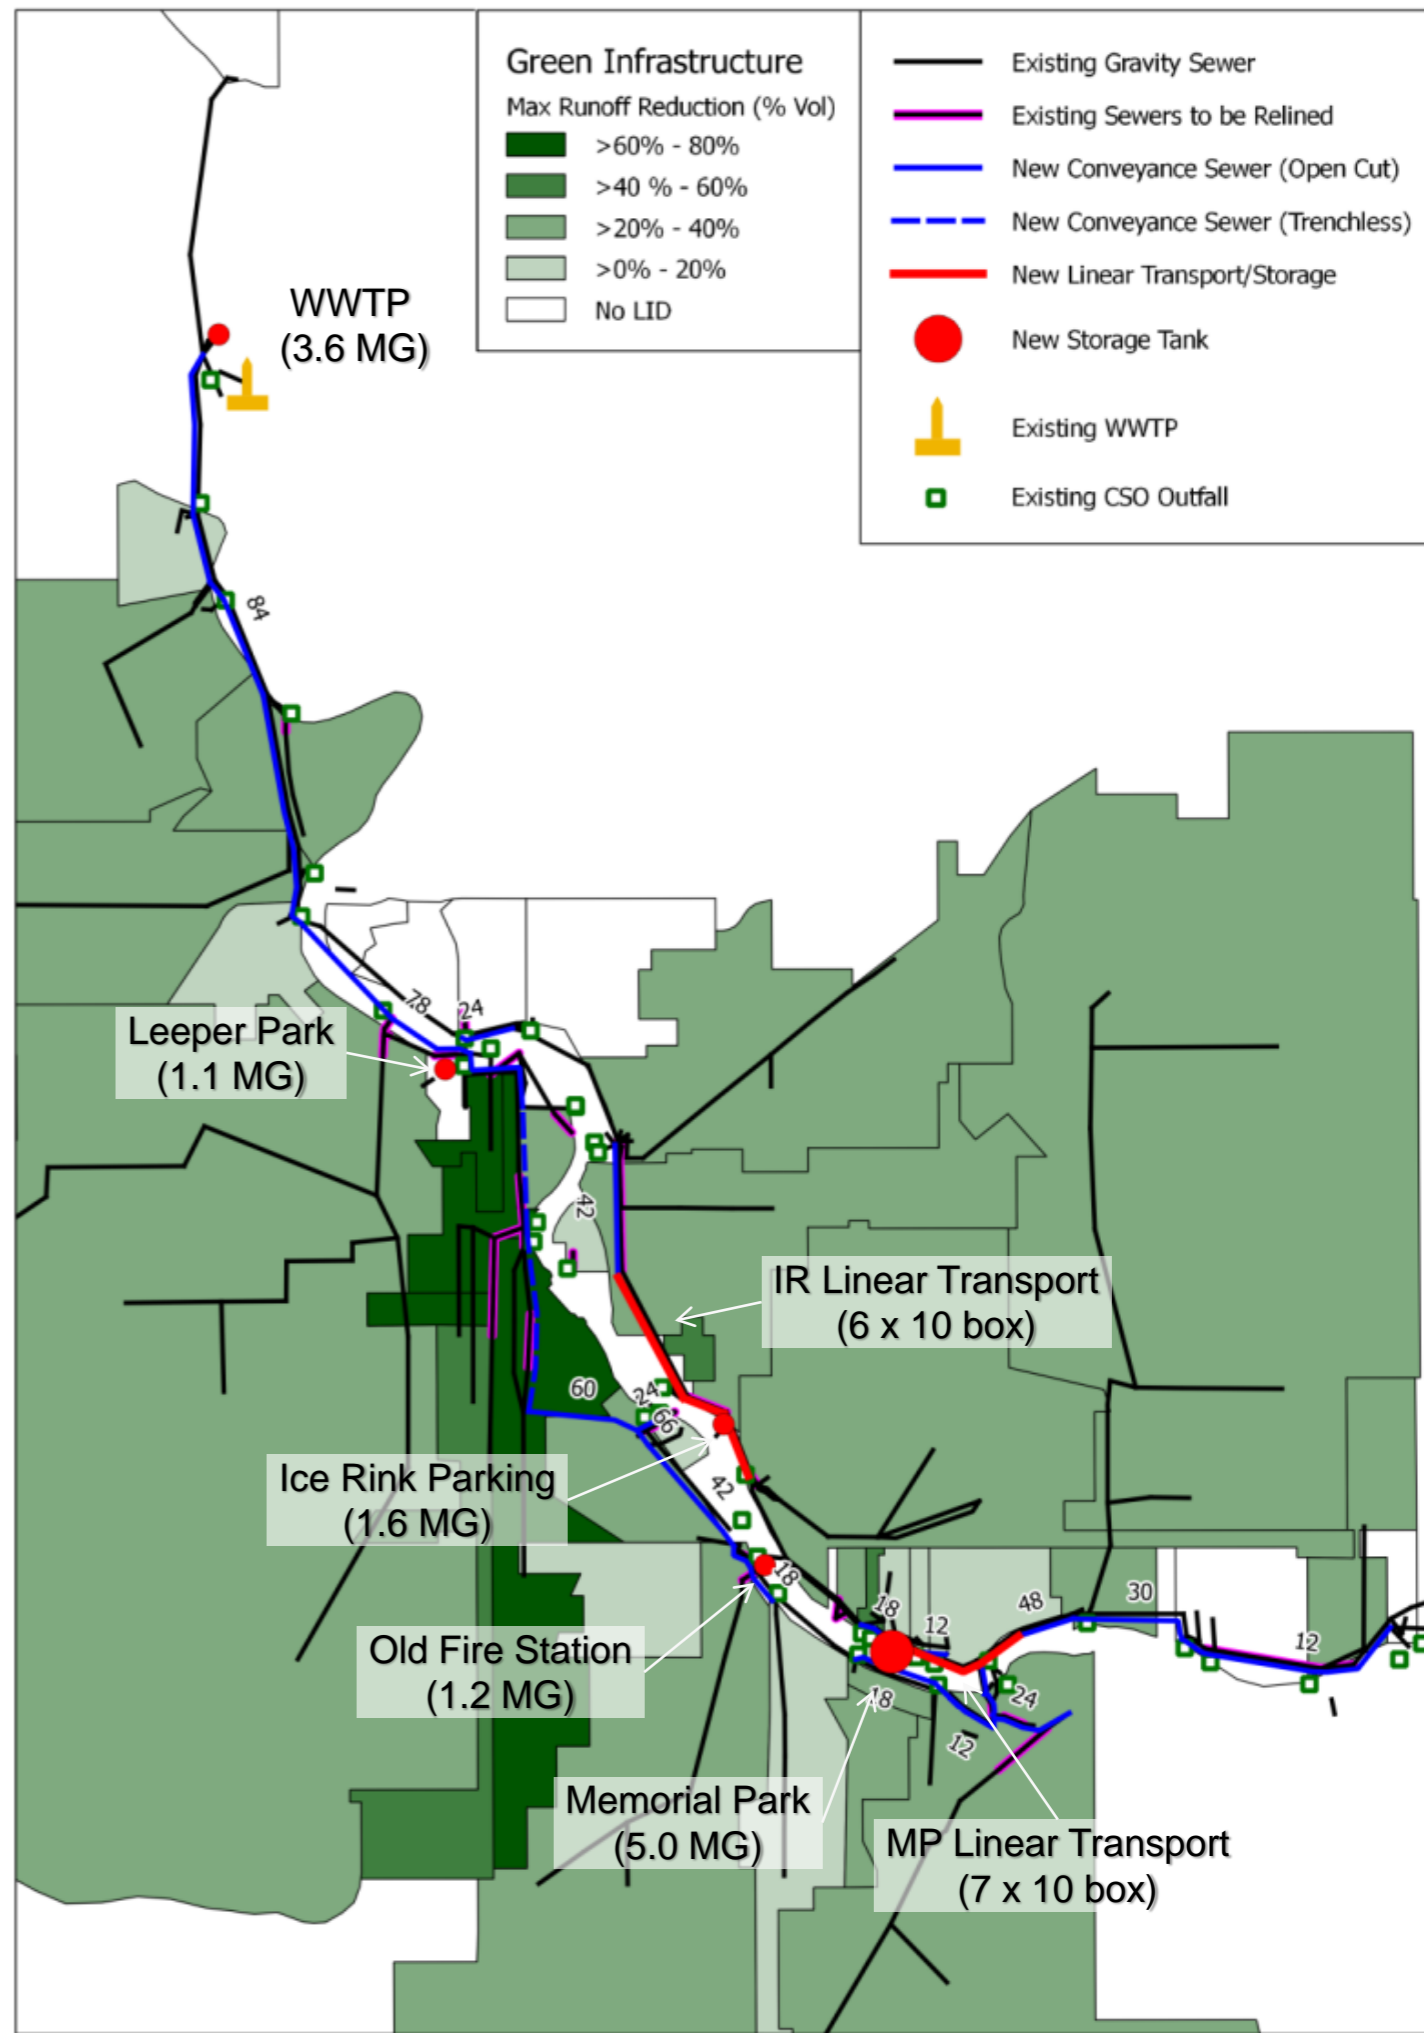 Green Infrastructure
Max Runoff Reduction (% Vol)
>60% - 80%
>40 % - 60%
>20% - 40%
>0% - 20%
No LID
Existing Gravity Sewer
Existing Sewers to be Relined
New Conveyance Sewer (Open Cut)
New Conveyance Sewer (Trenchless)
New Linear Transport/Storage
New Storage Tank
Existing WWTP
Existing CSO Outfall
WWTP
(3.6 MG)
84
78
24
Leeper Park
(1.1 MG)
42
IR Linear Transport
(6 x 10 box)
60
24
66
42
Ice Rink Parking
(1.6 MG)
18
18
12
48
30
12
Old Fire Station
(1.2 MG)
18
24
12
Memorial Park
(5.0 MG)
MP Linear Transport
(7 x 10 box)